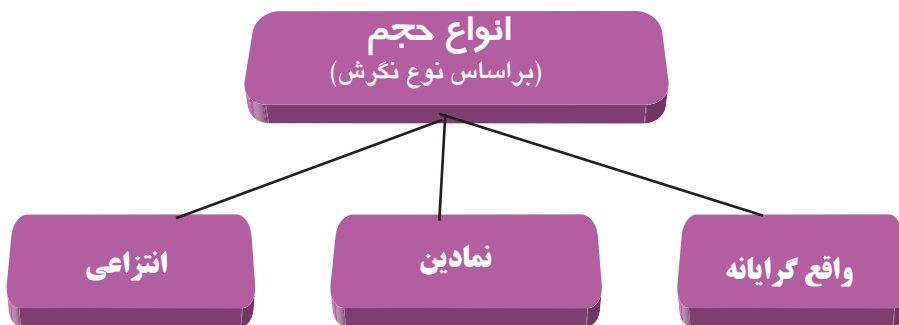 انواع حجم
(براساس نوع نگرش)
واقع گرایانه
نمادین
انتزاعی